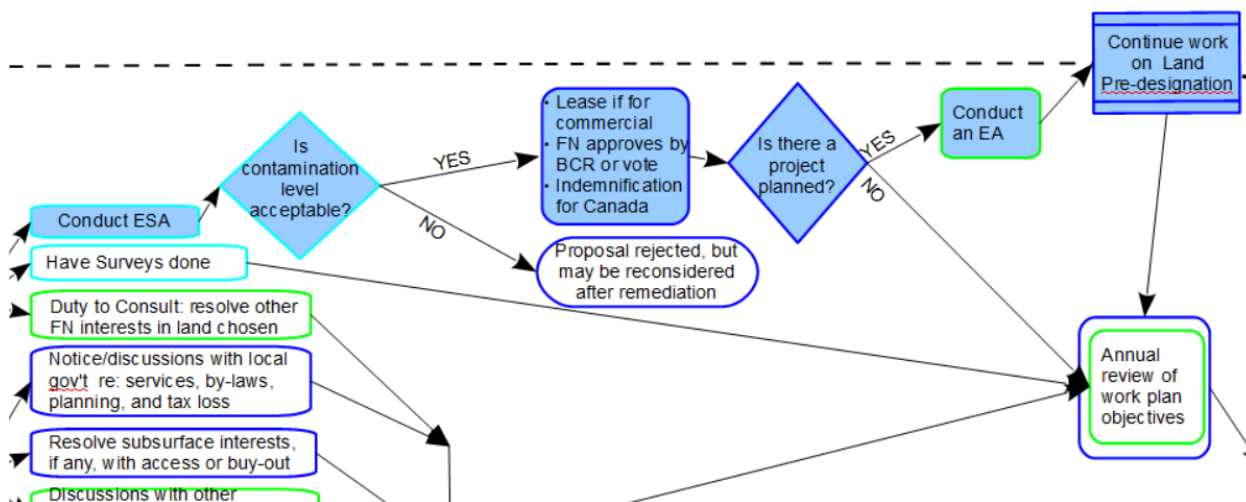 Continue work
on Land
Pre-designation
• Lease if for
commercial
• FN approves by
BCR or vote
• Indemnification
for Canada
Conduct
an EA
Is
contamination
level
acceptable?
YES
NO
Is there a
project
planned?
YES
NO
Conduct ESA
Have Surveys done
Proposal rejected, but
may be reconsidered
after remediation
Duty to Consult: resolve other
FN interests in land chosen
Notice/discussions with local
gov't re: services, by-laws,
planning, and tax loss
Annual
review of
work plan
objectives
Resolve subsurface interests,
if any, with access or buy-out
Discussions with other